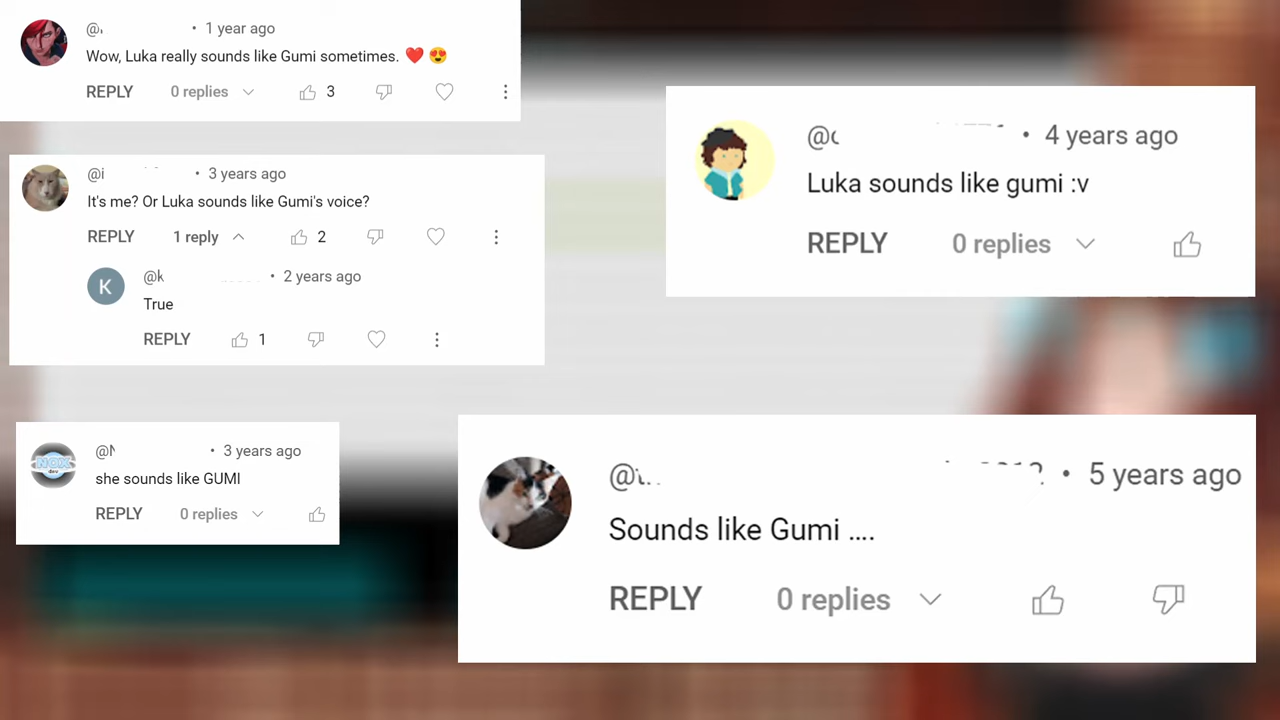 • 1 year ago
Wow, Luka really sounds like Gumi sometimes. ❤️ 😍
REPLY 0 replies 3
@i • 3 years ago
It's me? Or Luka sounds like Gumi's voice?
REPLY 1 reply 2
K @k • 2 years ago
True
REPLY 1
@N • 3 years ago
she sounds like GUMI
REPLY 0 replies
• 4 years ago
Luka sounds like gumi :v
REPLY 0 replies
• 5 years ago
Sounds like Gumi ....
REPLY 0 replies